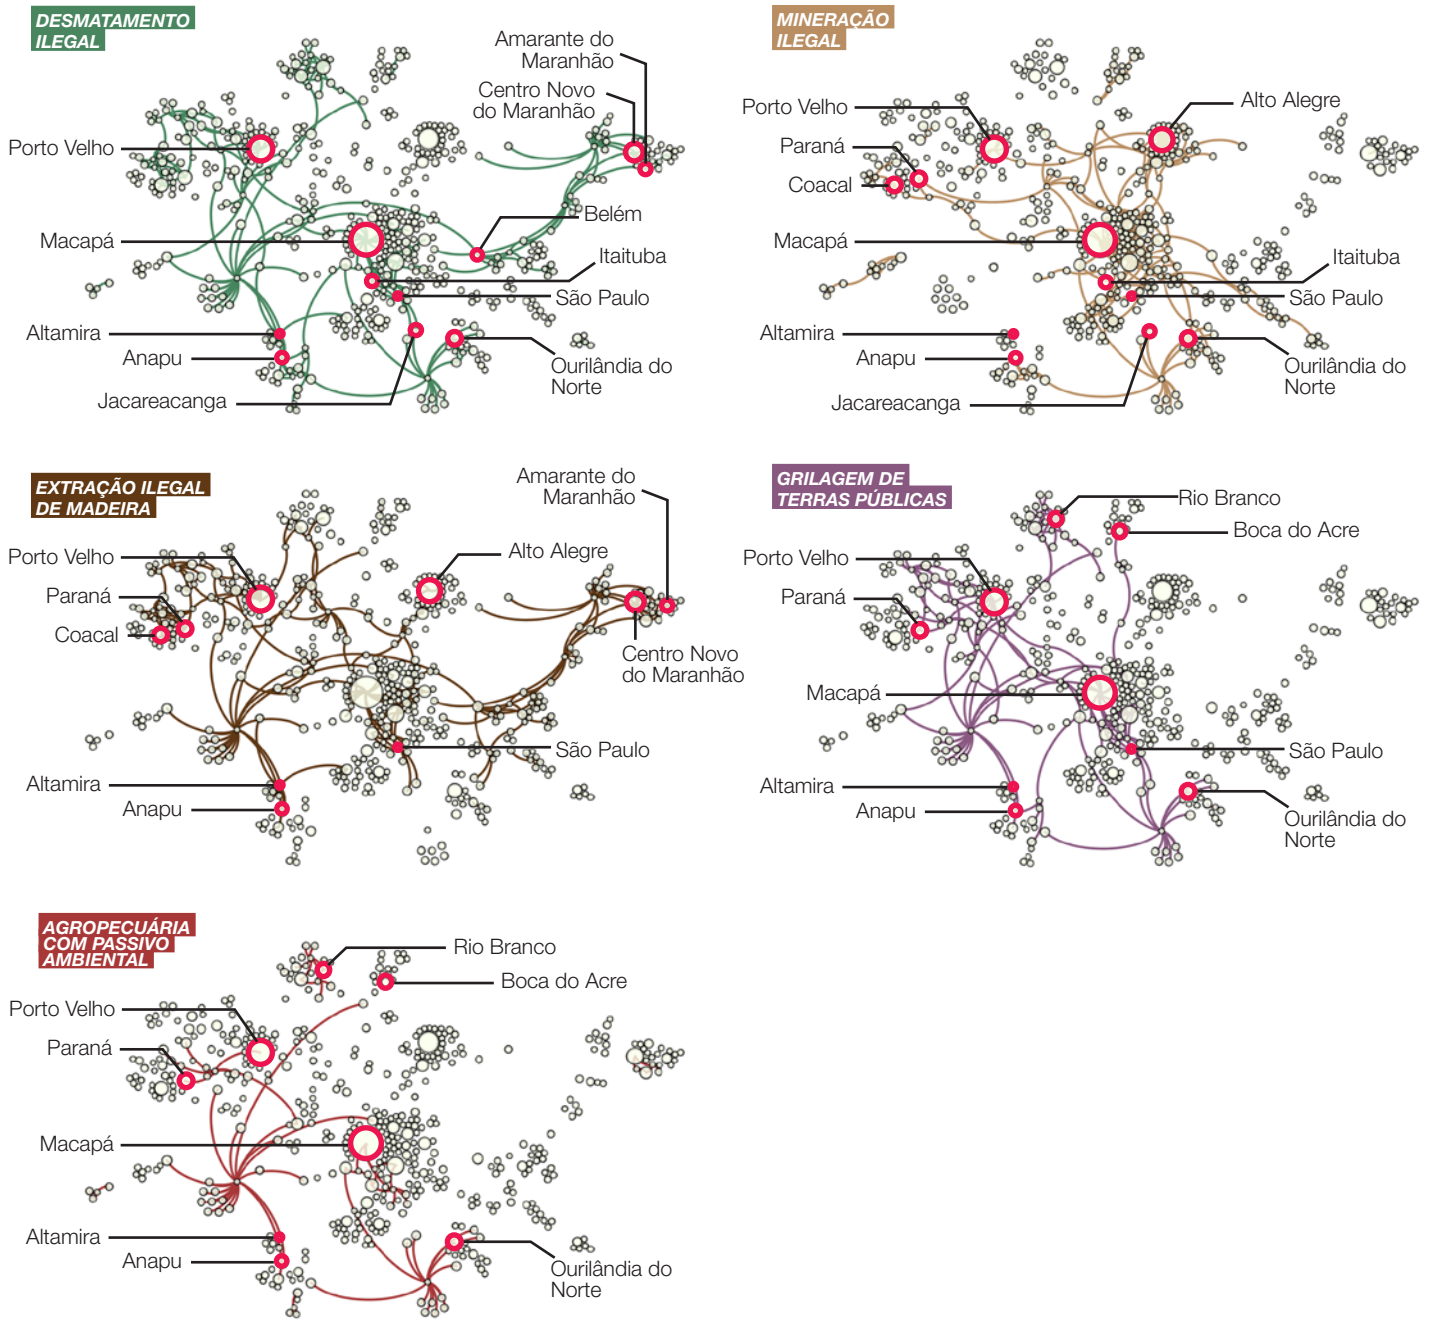 DESMATAMENTO
ILEGAL
Amarante do
Maranhão
Centro Novo
do Maranhão
Porto Velho
Belém
Macapá
Itaituba
São Paulo
Altamira
Anapu
Ourilândia do
Norte
Jacareacanga
MINERAÇÃO
ILEGAL
Porto Velho
Alto Alegre
Paraná
Coacal
Macapá
Itaituba
São Paulo
Altamira
Anapu
Ourilândia do
Norte
Jacareacanga
EXTRAÇÃO ILEGAL
DE MADEIRA
Amarante do
Maranhão
Porto Velho
Alto Alegre
Paraná
Coacal
Centro Novo
do Maranhão
São Paulo
Altamira
Anapu
GRILAGEM DE
TERRAS PÚBLICAS
Rio Branco
Boca do Acre
Porto Velho
Paraná
Macapá
São Paulo
Altamira
Anapu
Ourilândia do
Norte
AGROPECUÁRIA
COM PASSIVO
AMBIENTAL
Rio Branco
Boca do Acre
Porto Velho
Paraná
Macapá
Altamira
Anapu
Ourilândia do
Norte